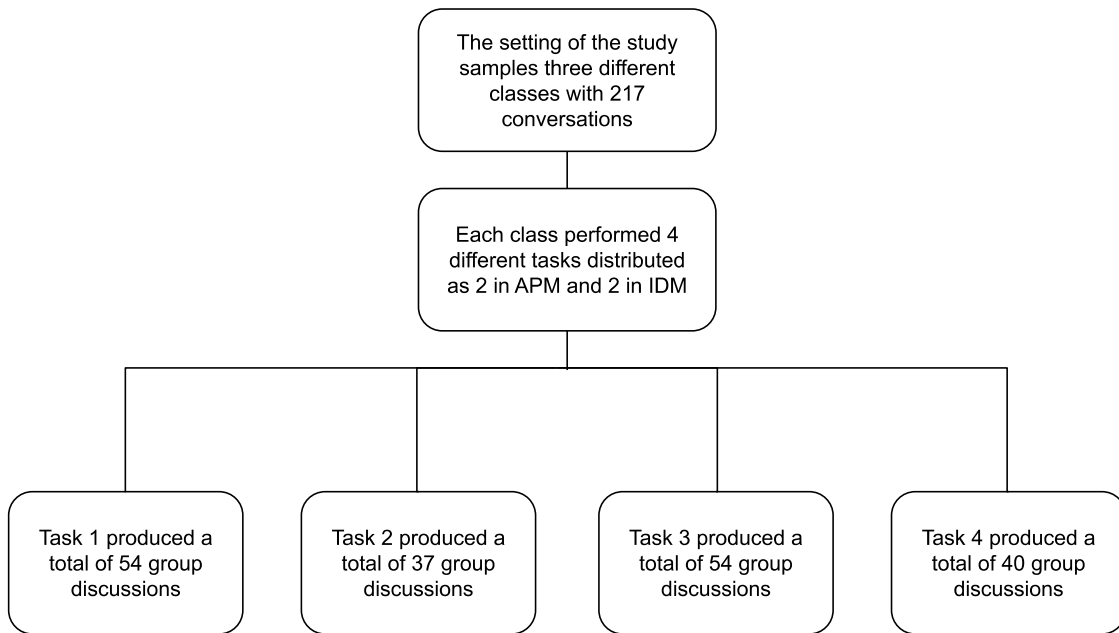 The setting of the study
samples three different
classes with 217
conversations
Each class performed 4
different tasks distributed
as 2 in APM and 2 in IDM
Task 1 produced a
total of 54 group
discussions
Task 2 produced a
total of 37 group
discussions
Task 3 produced a
total of 54 group
discussions
Task 4 produced a
total of 40 group
discussions